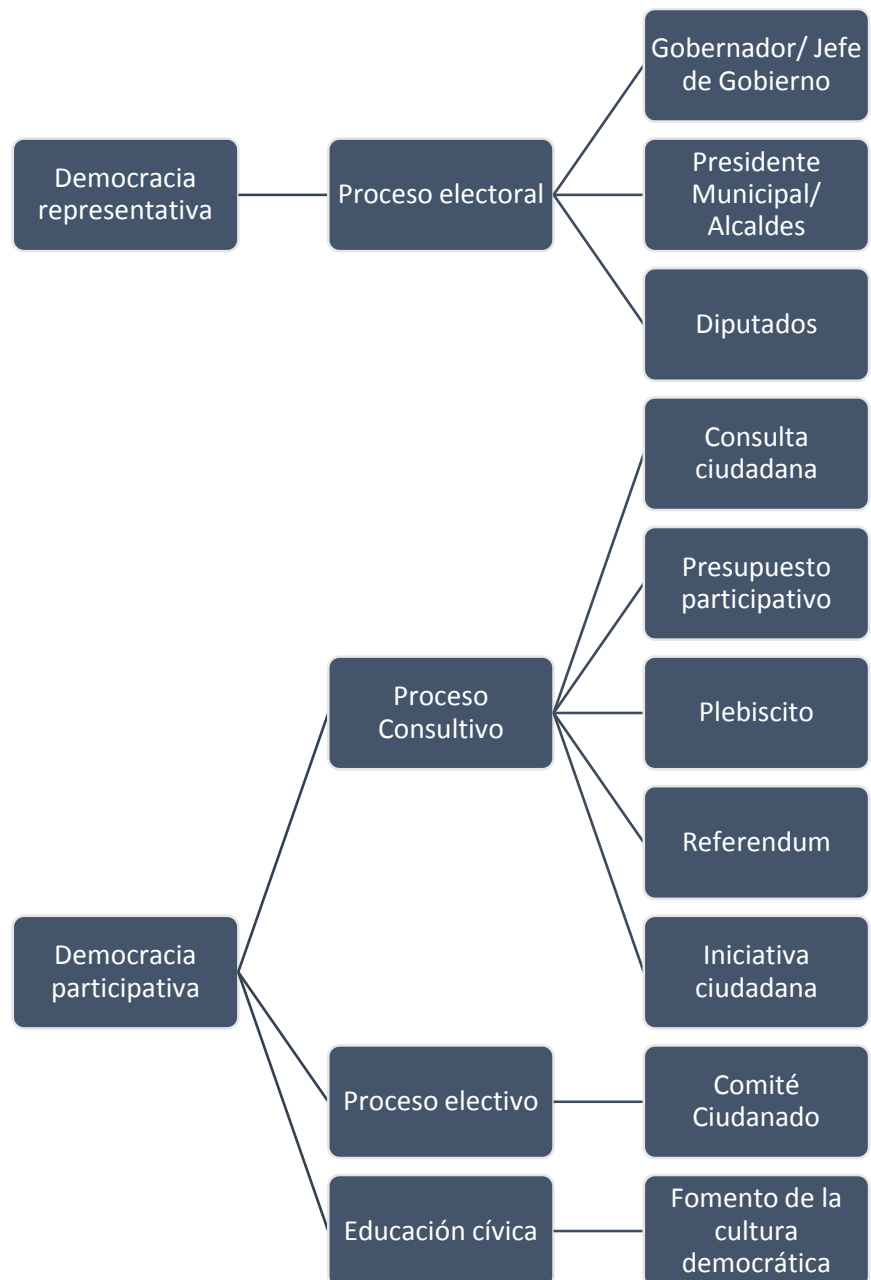 Gobernador/ Jefe
de Gobierno
Democracia
representativa
Proceso electoral
Presidente
Municipal/
Alcaldes
Diputados
Consulta
ciudadana
Presupuesto
participativo
Proceso
Consultivo
Plebiscito
Referendum
Democracia
participativa
Iniciativa
ciudadana
Proceso electivo
Comité
Ciudanado
Educación cívica
Fomento de la
cultura
democrática